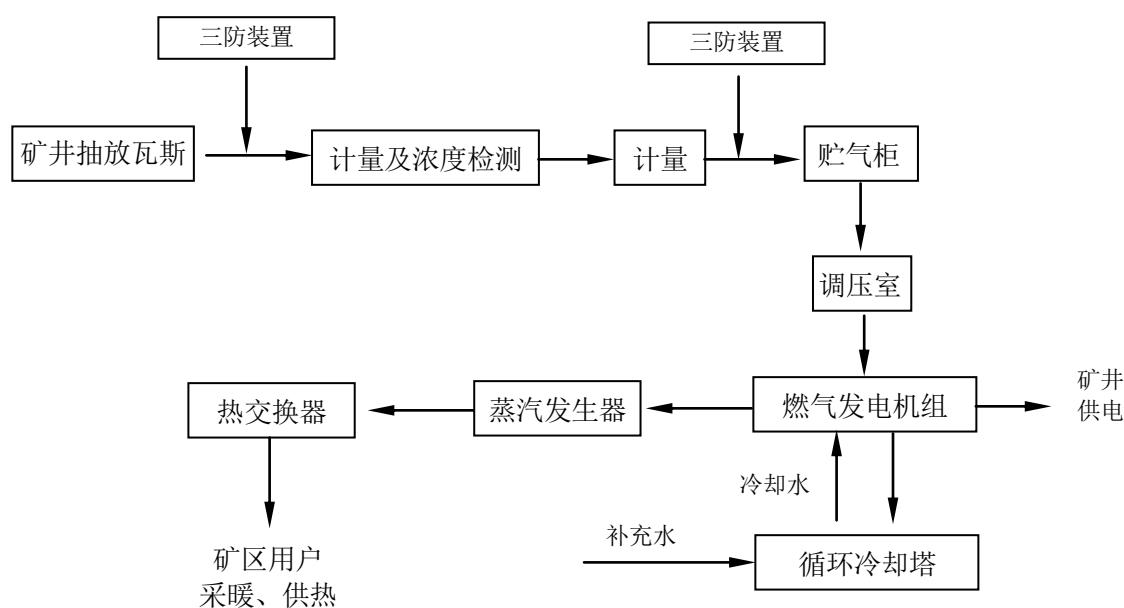 三防装置
三防装置
矿井抽放瓦斯
计量及浓度检测
计量
贮气柜
调压室
热交换器
蒸汽发生器
燃气发电机组
矿井
供电
冷却水
补充水
循环冷却塔
矿区用户
采暖、供热